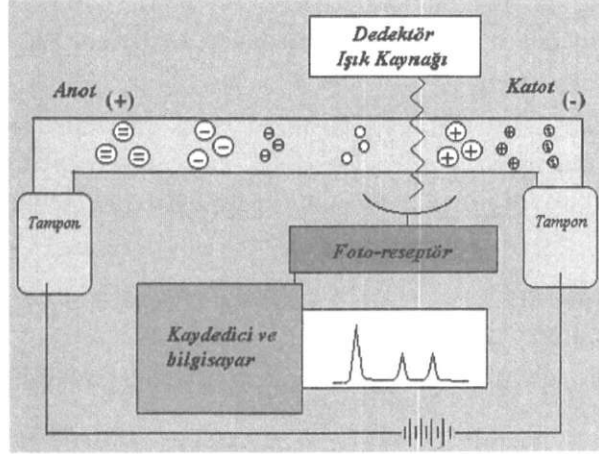 Dedektör
Işık Kaynağı
Anot (+)
Katot (-)
Tampon
Tampon
Foto-reseptör
Kaydedici ve
bilgisayar